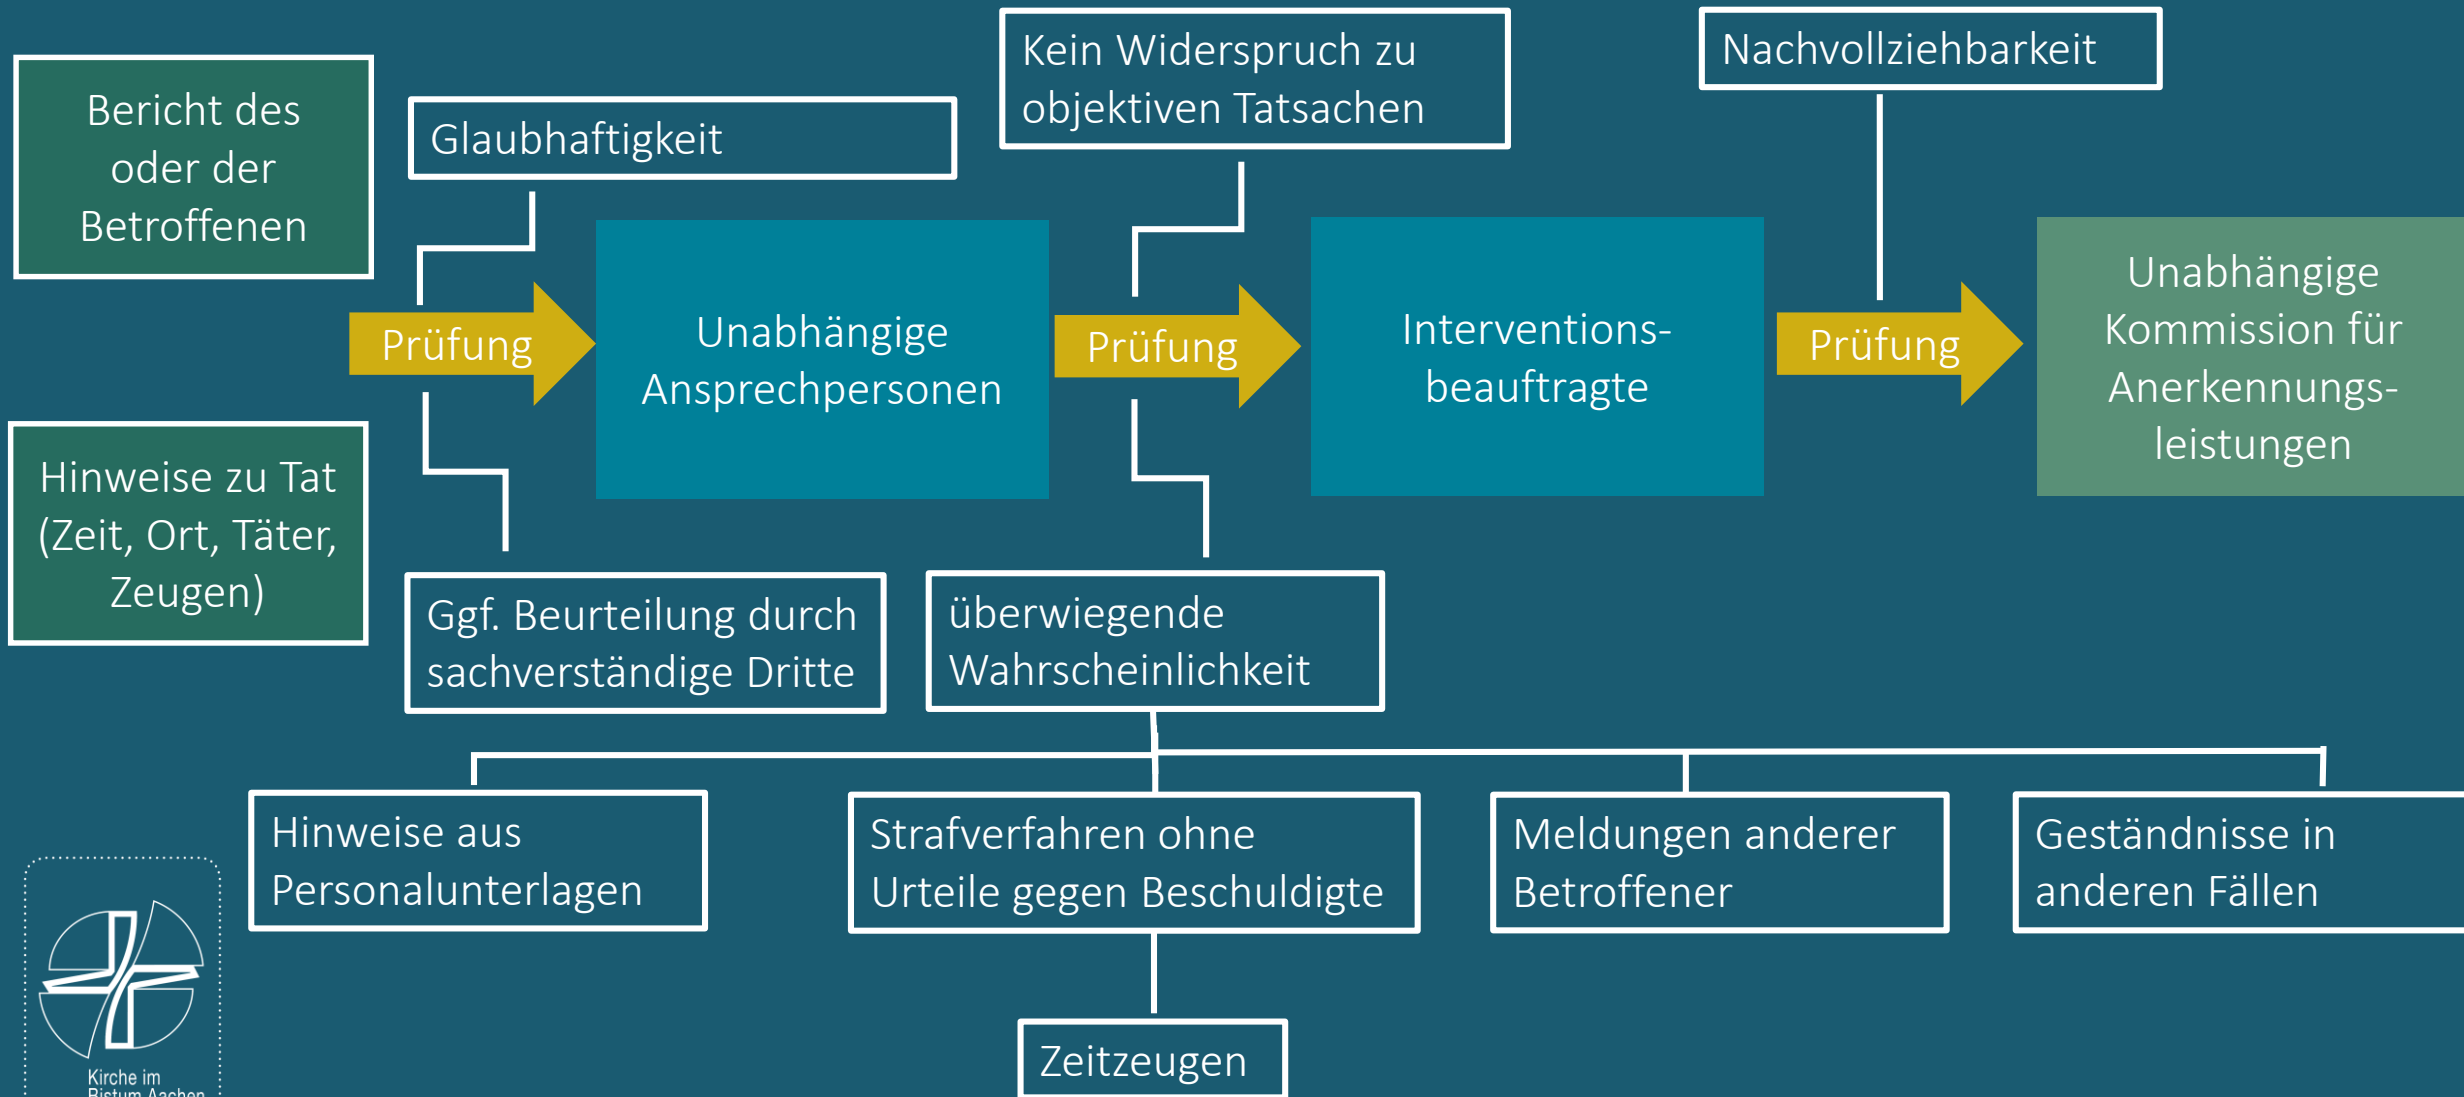 Bericht des
oder der
Betroffenen
Hinweise zu Tat
(Zeit, Ort, Täter,
Zeugen)
Glaubhaftigkeit
Prüfung
Ggf. Beurteilung durch
sachverständige Dritte
Unabhängige
Ansprechpersonen
Kein Widerspruch zu
objektiven Tatsachen
Prüfung
überwiegende
Wahrscheinlichkeit
Interventions-
beauftragte
Nachvollziehbarkeit
Prüfung
Unabhängige
Kommission für
Anerkennungs-
leistungen
Hinweise aus
Personalunterlagen
Strafverfahren ohne
Urteile gegen Beschuldigte
Meldungen anderer
Betroffener
Geständnisse in
anderen Fällen
Zeitzeugen
Kirche im
Bistum Aachen